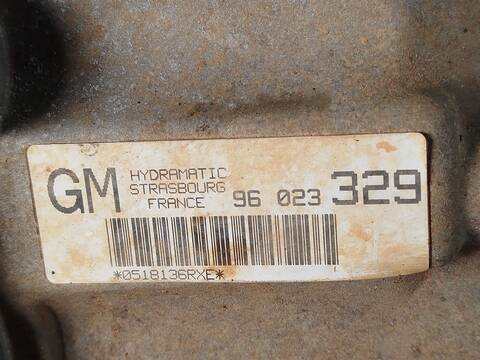 GM HYDRAMATIC
STRASBOURG
FRANCE 96 023 329
*0518136RXE*